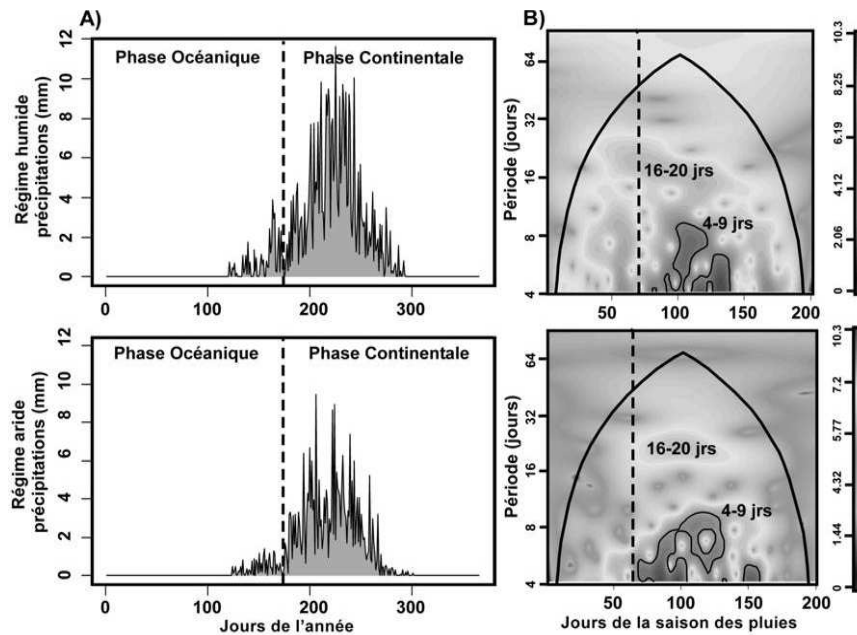 A)
B)
12
10
8
6
4
2
0
Régime humide
précipitations (mm)
Phase Océanique
Phase Continentale
0
100
200
300
64
32
16
8
4
Période (jours)
16-20 jrs
4-9 jrs
50
100
150
200
10.3
8.25
6.19
4.12
2.06
0
12
10
8
6
4
2
0
Régime aride
précipitations (mm)
Phase Océanique
Phase Continentale
0
100
200
300
Jours de l'année
64
32
16
8
4
Période (jours)
16-20 jrs
4-9 jrs
50
100
150
200
Jours de la saison des pluies
10.3
7.2
5.77
4.32
1.44
0